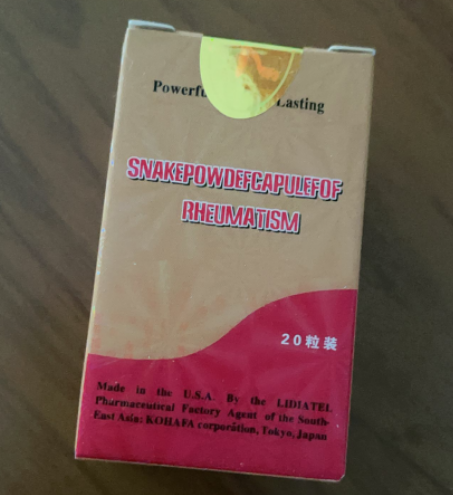 Lasting
SNAKEPOWDEFCAPULEFOF
RHEUMATISM
20粒装
Made in the U.S.A. By the LIDIATEL
Pharmaceutical Factory Agent of the South-
East Asia: KOHAFA corporation, Tokyo, Japan